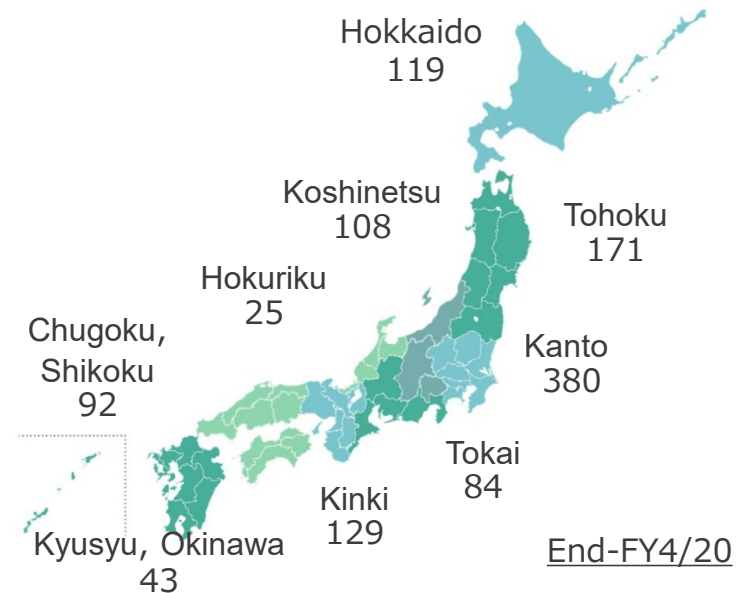 Hokkaido
119
Koshinetsu
108
Tohoku
171
Hokuriku
25
Chugoku,
Shikoku
92
Kanto
380
Tokai
84
Kinki
129
Kyusyu, Okinawa
43
End-FY4/20